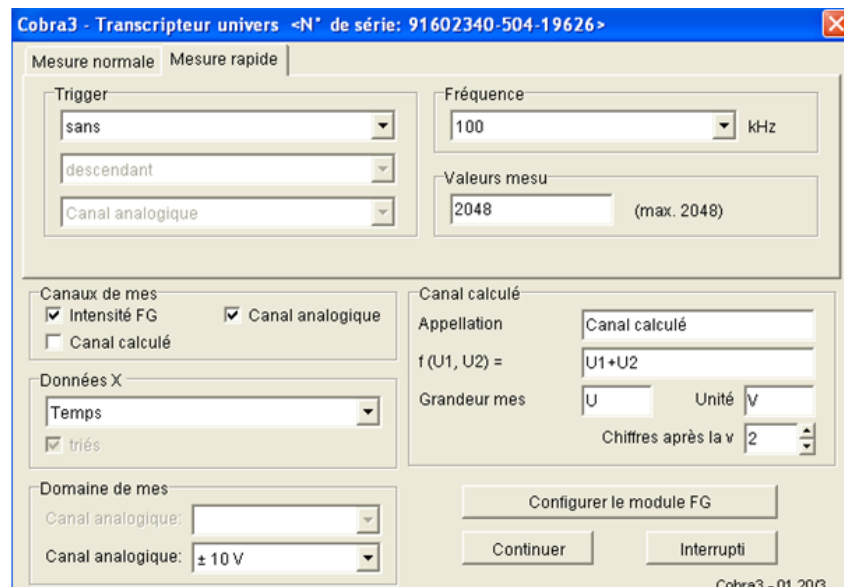 Cobra3 - Transcripteur univers <N° de série: 91602340-504-19626>
Mesure normale Mesure rapide
Trigger
sans
descendant
Canal analogique
Fréquence
100 kHz
Valeurs mesu
2048 (max. 2048)
Canaux de mes
Intensité FG Canal analogique
Canal calculé
Données X
Temps
triés
Domaine de mes
Canal analogique:
Canal analogique: ± 10 V
Canal calculé
Appellation Canal calculé
f (U1, U2) = U1+U2
Grandeur mes U Unité V
Chiffres après la v 2
Configurer le module FG
Continuer Interrupti
Cobra3 - 01.20/3